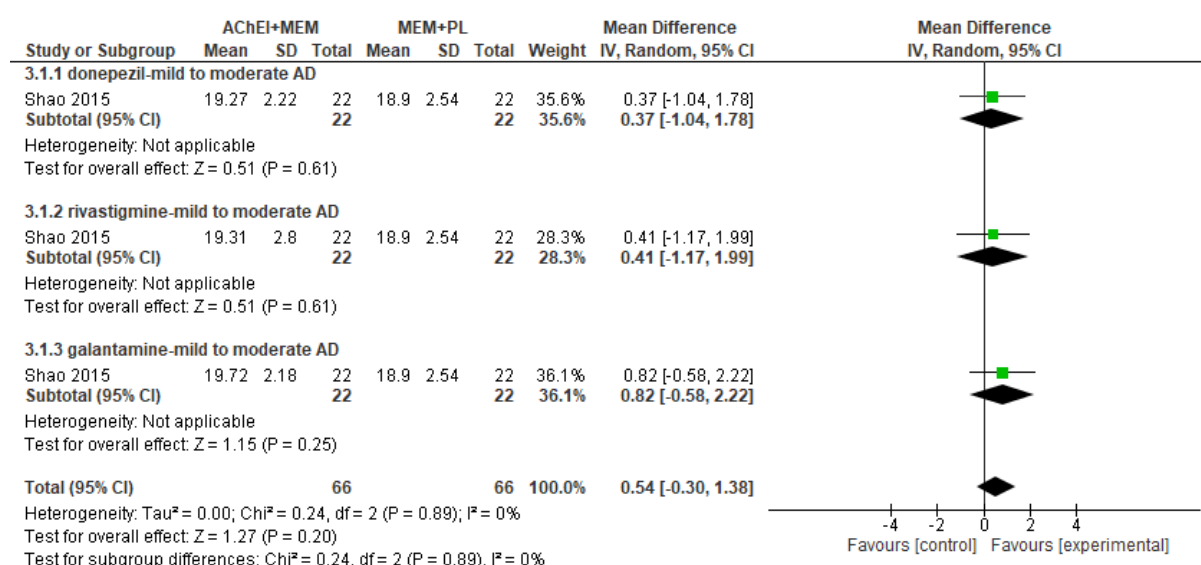 AChEI+MEM MEM+PL Mean Difference Mean Difference
Study or Subgroup Mean SD Total Mean SD Total Weight IV, Random, 95% CI IV, Random, 95% CI
3.1.1 donepezil-mild to moderate AD
Shao 2015 19.27 2.22 22 18.9 2.54 22 35.6% 0.37 [-1.04, 1.78]
Subtotal (95% CI) 22 22 35.6% 0.37 [-1.04, 1.78]
Heterogeneity: Not applicable
Test for overall effect: Z = 0.51 (P = 0.61)
3.1.2 rivastigmine-mild to moderate AD
Shao 2015 19.31 2.8 22 18.9 2.54 22 28.3% 0.41 [-1.17, 1.99]
Subtotal (95% CI) 22 22 28.3% 0.41 [-1.17, 1.99]
Heterogeneity: Not applicable
Test for overall effect: Z = 0.51 (P = 0.61)
3.1.3 galantamine-mild to moderate AD
Shao 2015 19.72 2.18 22 18.9 2.54 22 36.1% 0.82 [-0.58, 2.22]
Subtotal (95% CI) 22 22 36.1% 0.82 [-0.58, 2.22]
Heterogeneity: Not applicable
Test for overall effect: Z = 1.15 (P = 0.25)
Total (95% CI) 66 66 100.0% 0.54 [-0.30, 1.38]
Heterogeneity: Tau² = 0.00; Chi² = 0.24, df = 2 (P = 0.89); I² = 0%
Test for overall effect: Z = 1.27 (P = 0.20)
Test for subgroup differences: Chi² = 0.24, df = 2 (P = 0.89), I² = 0%
-4 -2 0 2 4
Favours [control] Favours [experimental]